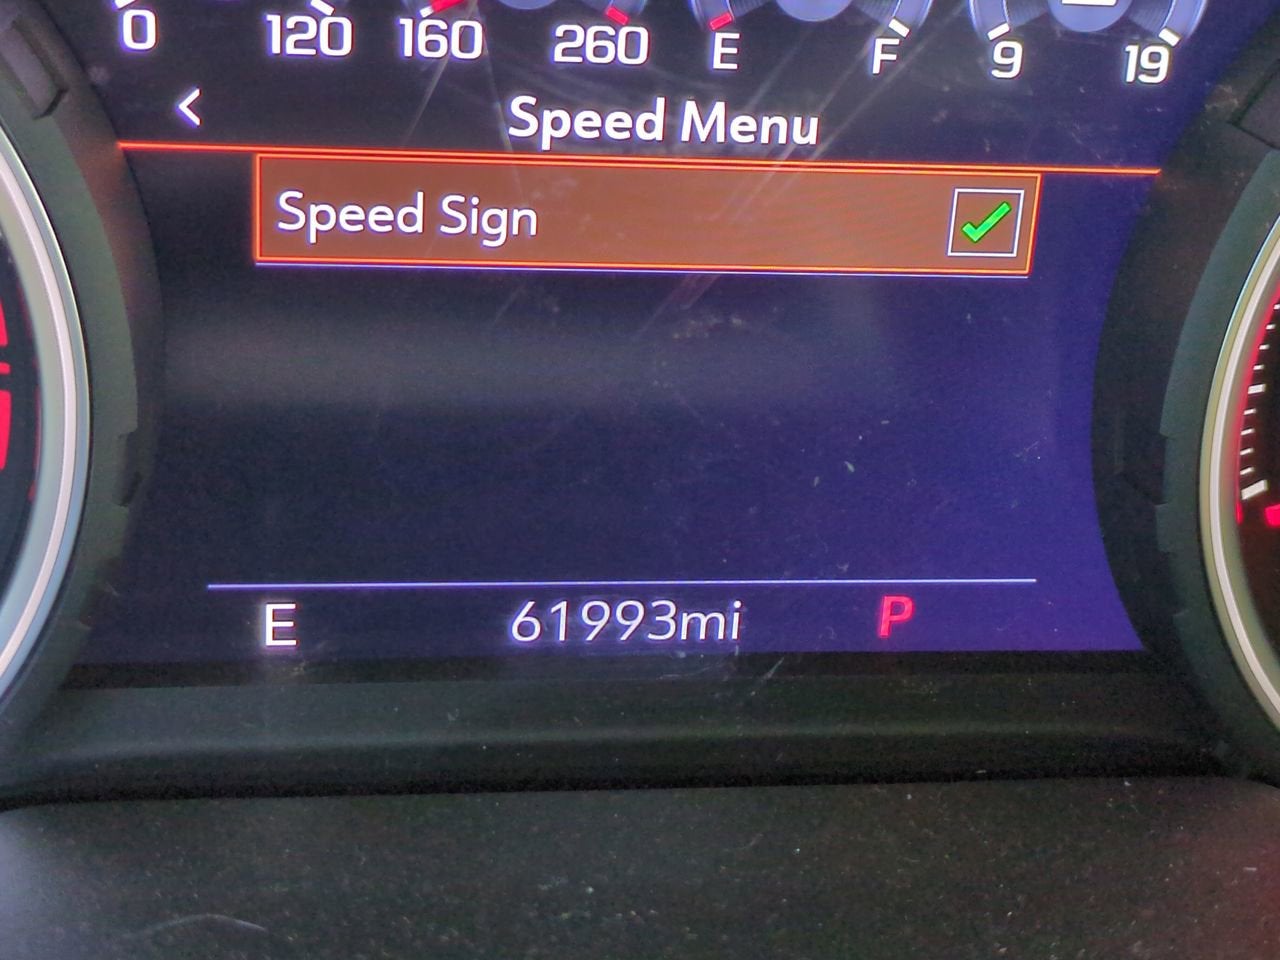 0 120 160 260 E F 9 19
< Speed Menu
Speed Sign
E 61993mi P